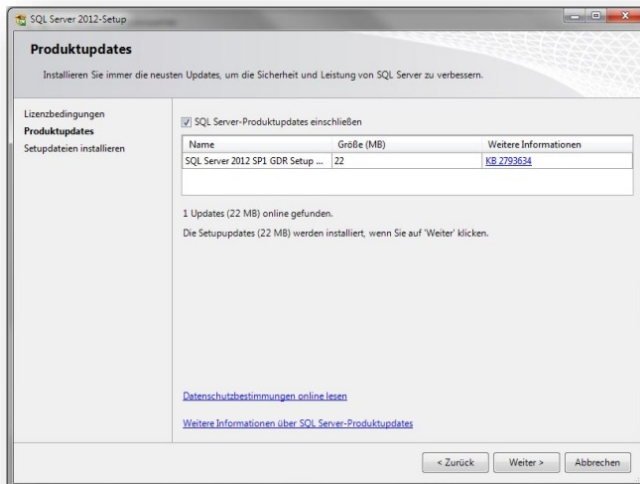 SQL Server 2012-Setup
Produktupdates
Installieren Sie immer die neusten Updates, um die Sicherheit und Leistung von SQL Server zu verbessern.
Lizenzbedingungen
Produktupdates
Setupdateien installieren
SQL Server-Produktupdates einschließen
Name Größe (MB) Weitere Informationen
SQL Server 2012 SP1 GDR Setup ... 22 KB 2793634
1 Updates (22 MB) online gefunden.
Die Setupupdates (22 MB) werden installiert, wenn Sie auf 'Weiter' klicken.
Datenschutzbestimmungen online lesen
Weitere Informationen über SQL Server-Produktupdates
< Zurück Weiter > Abbrechen